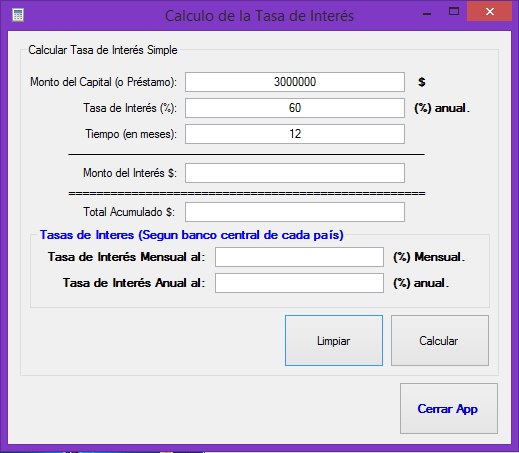 Calculo de la Tasa de Interés
Calcular Tasa de Interés Simple
Monto del Capital (o Préstamo): 3000000 $
Tasa de Interés (%): 60 (%) anual.
Tiempo (en meses): 12
Monto del Interés $:
Total Acumulado $:
Tasas de Interes (Segun banco central de cada país)
Tasa de Interés Mensual al: (%) Mensual.
Tasa de Interés Anual al: (%) anual.
Limpiar Calcular
Cerrar App